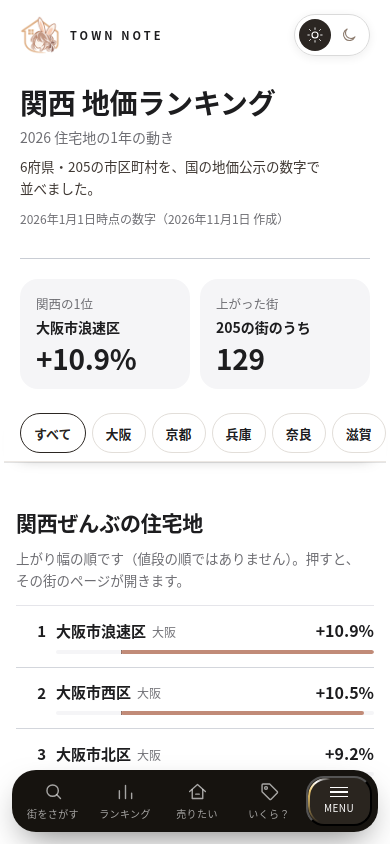 TOWN NOTE
関西 地価ランキング
2026 住宅地の1年の動き
6府県・205の市区町村を、国の地価公示の数字で
並べました。
2026年1月1日時点の数字（2026年11月1日 作成）
関西の1位
大阪市浪速区
+10.9%
上がった街
205の街のうち
129
すべて 大阪 京都 兵庫 奈良 滋賀
関西ぜんぶの住宅地
上がり幅の順です（値段の順ではありません）。押すと、
その街のページが開きます。
1 大阪市浪速区 大阪 +10.9%
2 大阪市西区 大阪 +10.5%
3 大阪市北区 大阪 +9.2%
街をさがす ランキング 売りたい いくら？ MENU